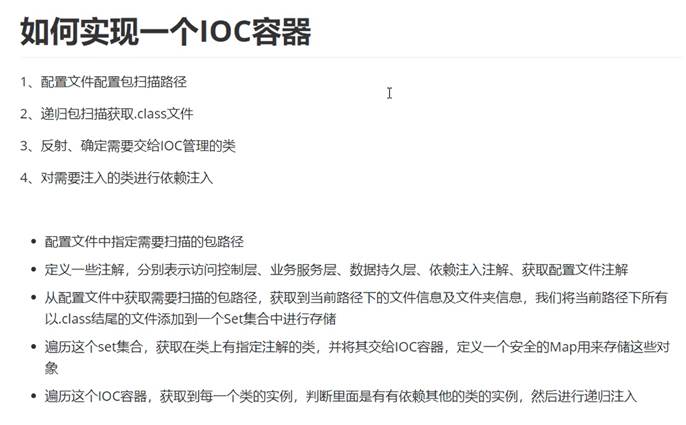 如何实现一个IOC容器
1、配置文件配置包扫描路径
2、递归包扫描获取.class文件
3、反射、确定需要交给IOC管理的类
4、对需要注入的类进行依赖注入
配置文件中指定需要扫描的包路径
定义一些注解，分别表示访问控制层、业务服务层、数据持久层、依赖注入注解、获取配置文件注解
从配置文件中获取需要扫描的包路径，获取到当前路径下的文件信息及文件夹信息，我们将当前路径下所有
以.class结尾的文件添加到一个Set集合中进行存储
遍历这个set集合，获取在类上有指定注解的类，并将其交给IOC容器，定义一个安全的Map用来存储这些对
象
遍历这个IOC容器，获取到每一个类的实例，判断里面是有有依赖其他的类的实例，然后进行递归注入